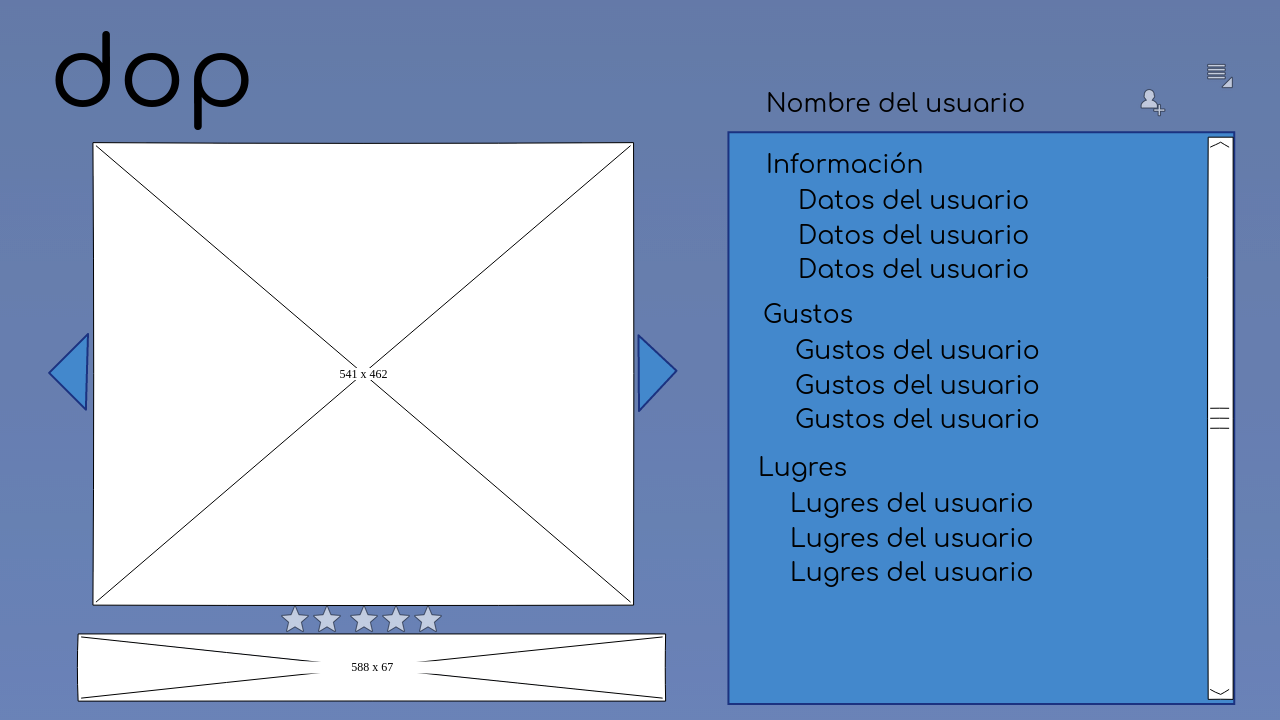 dop
Nombre del usuario
541 x 462
588 x 67
Información
Datos del usuario
Datos del usuario
Datos del usuario
Gustos
Gustos del usuario
Gustos del usuario
Gustos del usuario
Lugres
Lugres del usuario
Lugres del usuario
Lugres del usuario